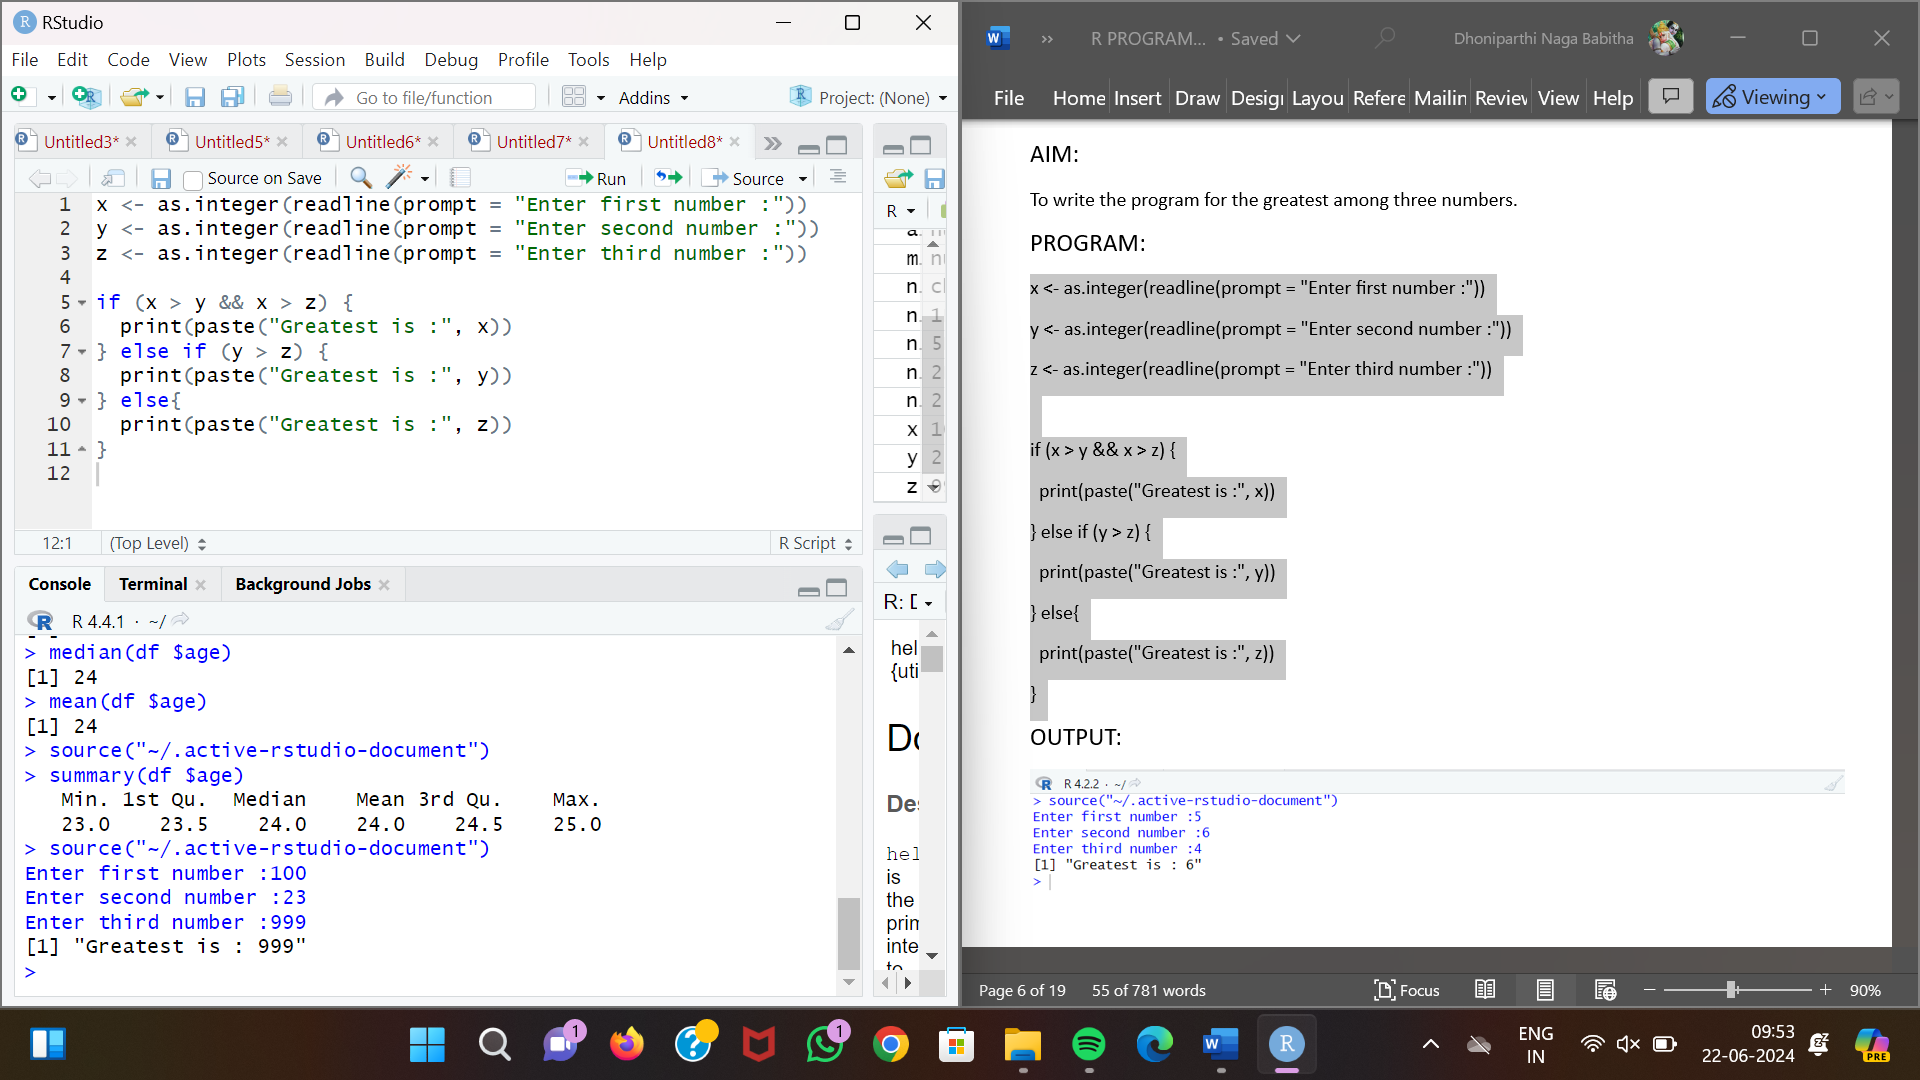 RStudio
File Edit Code View Plots Session Build Debug Profile Tools Help
Go to file/function
Addins
Project: (None)
Untitled3* Untitled5* Untitled6* Untitled7* Untitled8*
Source on Save
Run
Source
1 x <- as.integer(readline(prompt = "Enter first number :"))
2 y <- as.integer(readline(prompt = "Enter second number :"))
3 z <- as.integer(readline(prompt = "Enter third number :"))
4
5 if (x > y && x > z) {
6 print(paste("Greatest is :", x))
7 } else if (y > z) {
8 print(paste("Greatest is :", y))
9 } else{
10 print(paste("Greatest is :", z))
11 }
12
12:1 (Top Level) R Script
Console Terminal Background Jobs
R 4.4.1 · ~/
> median(df $age)
[1] 24
> mean(df $age)
[1] 24
> source("~/.active-rstudio-document")
> summary(df $age)
Min. 1st Qu. Median Mean 3rd Qu. Max.
23.0 23.5 24.0 24.0 24.5 25.0
> source("~/.active-rstudio-document")
Enter first number :100
Enter second number :23
Enter third number :999
[1] "Greatest is : 999"
>
R
m.
n. c
n. 1
n. 5
n. 2
n. 2
x 1
y 2
z
R:
hel
{uti
Do
Des
hel
is
the
prim
inte
to
R PROGRAM... • Saved
Dhoniparthi Naga Babitha
File Home Insert Draw Desig Layou Refere Mailin Review View Help
Viewing
AIM:
To write the program for the greatest among three numbers.
PROGRAM:
x <- as.integer(readline(prompt = "Enter first number :"))
y <- as.integer(readline(prompt = "Enter second number :"))
z <- as.integer(readline(prompt = "Enter third number :"))
if (x > y && x > z) {
print(paste("Greatest is :", x))
} else if (y > z) {
print(paste("Greatest is :", y))
} else{
print(paste("Greatest is :", z))
}
OUTPUT:
R 4.2.2 · ~/
> source("~/.active-rstudio-document")
Enter first number :5
Enter second number :6
Enter third number :4
[1] "Greatest is : 6"
>
Page 6 of 19 55 of 781 words
Focus
90%
1
1
ENG
IN
09:53
22-06-2024
PRE